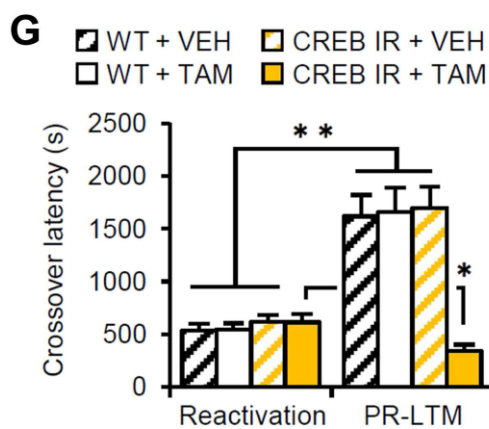 G
WT + VEH CREB IR + VEH
WT + TAM CREB IR + TAM
Crossover latency (s)
2500
2000
1500
1000
500
0
* *
*
Reactivation PR-LTM